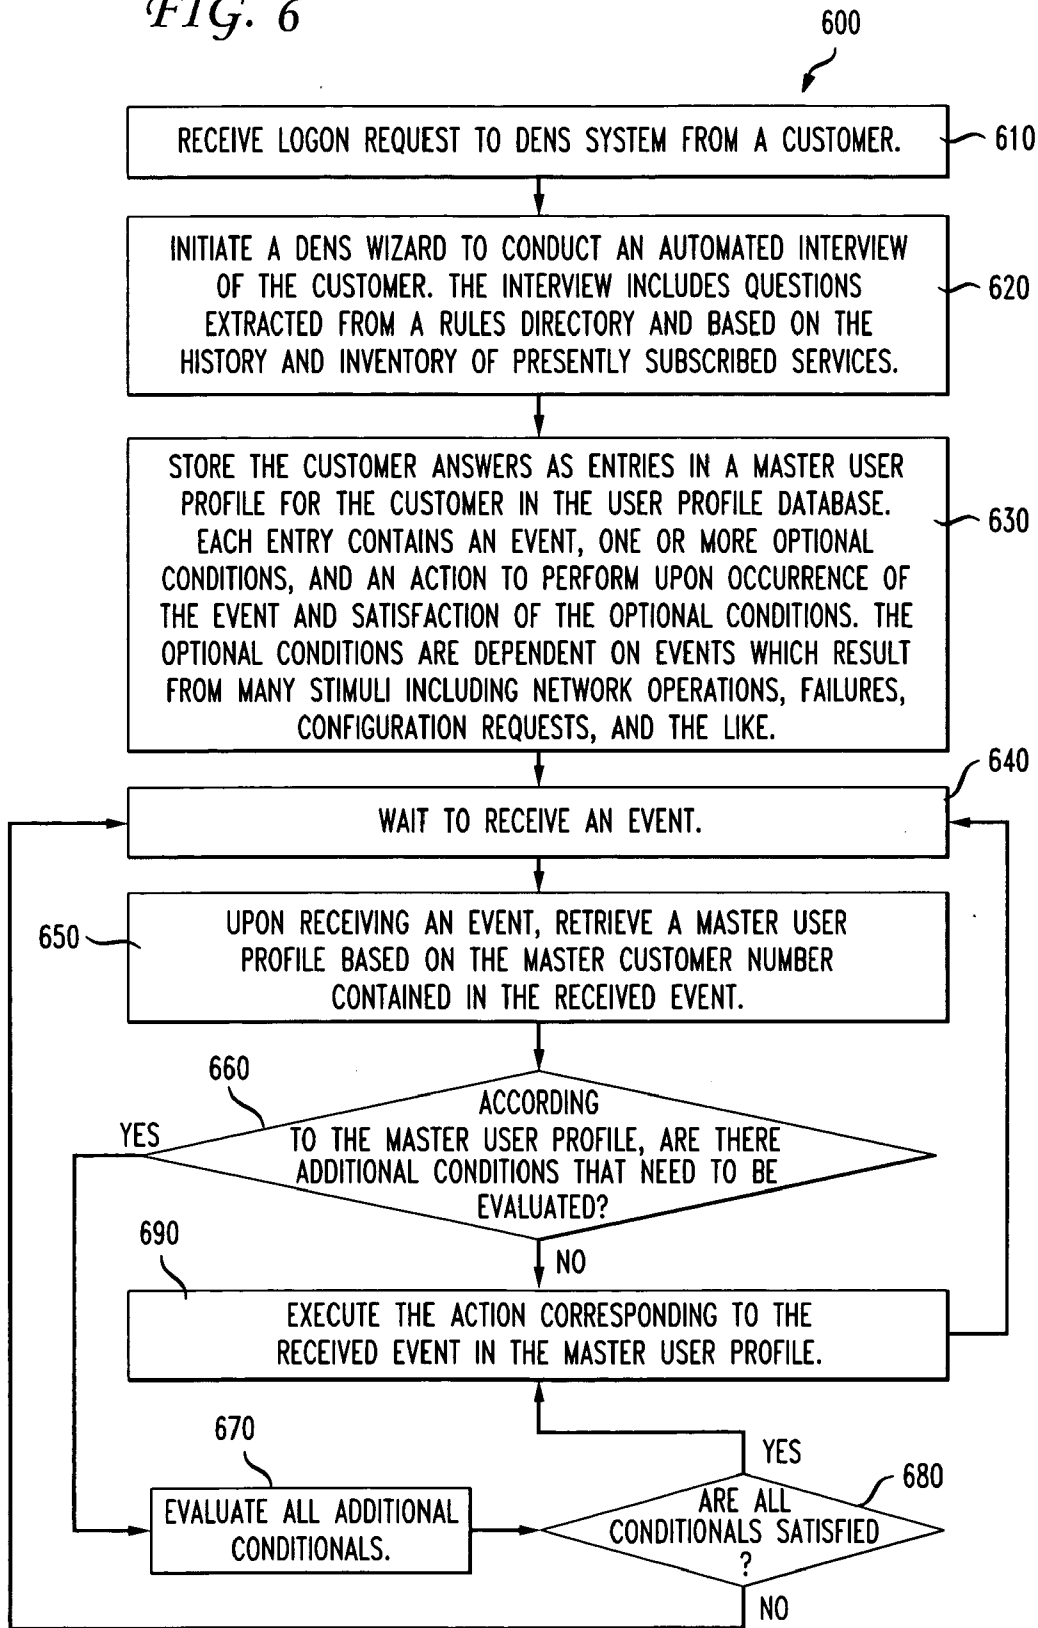 FIG. 6
600
RECEIVE LOGON REQUEST TO DENS SYSTEM FROM A CUSTOMER.
610
INITIATE A DENS WIZARD TO CONDUCT AN AUTOMATED INTERVIEW
OF THE CUSTOMER. THE INTERVIEW INCLUDES QUESTIONS
EXTRACTED FROM A RULES DIRECTORY AND BASED ON THE
HISTORY AND INVENTORY OF PRESENTLY SUBSCRIBED SERVICES.
620
STORE THE CUSTOMER ANSWERS AS ENTRIES IN A MASTER USER
PROFILE FOR THE CUSTOMER IN THE USER PROFILE DATABASE.
EACH ENTRY CONTAINS AN EVENT, ONE OR MORE OPTIONAL
CONDITIONS, AND AN ACTION TO PERFORM UPON OCCURRENCE OF
THE EVENT AND SATISFACTION OF THE OPTIONAL CONDITIONS. THE
OPTIONAL CONDITIONS ARE DEPENDENT ON EVENTS WHICH RESULT
FROM MANY STIMULI INCLUDING NETWORK OPERATIONS, FAILURES,
CONFIGURATION REQUESTS, AND THE LIKE.
630
640
WAIT TO RECEIVE AN EVENT.
650
UPON RECEIVING AN EVENT, RETRIEVE A MASTER USER
PROFILE BASED ON THE MASTER CUSTOMER NUMBER
CONTAINED IN THE RECEIVED EVENT.
660
YES
ACCORDING
TO THE MASTER USER PROFILE, ARE THERE
ADDITIONAL CONDITIONS THAT NEED TO BE
EVALUATED?
690
NO
EXECUTE THE ACTION CORRESPONDING TO THE
RECEIVED EVENT IN THE MASTER USER PROFILE.
670
YES
680
EVALUATE ALL ADDITIONAL
CONDITIONALS.
ARE ALL
CONDITIONALS SATISFIED
?
NO